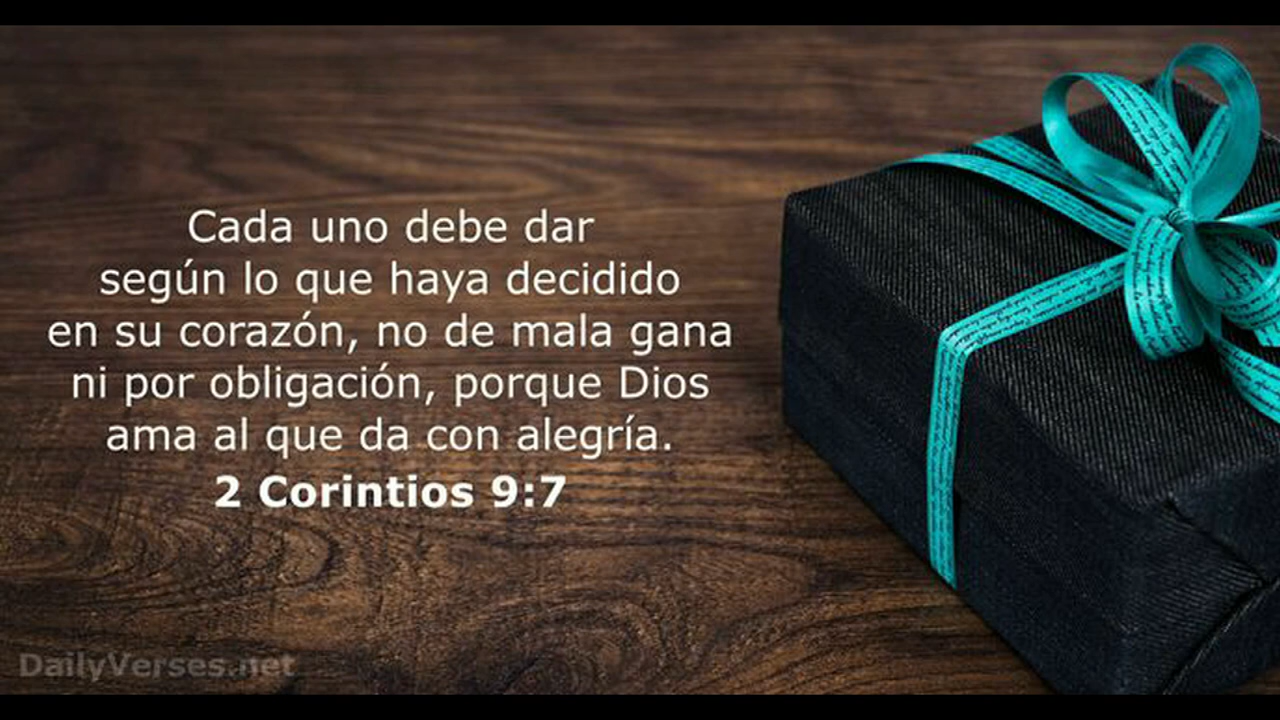 Cada uno debe dar
según lo que haya decidido
en su corazón, no de mala gana
ni por obligación, porque Dios
ama al que da con alegría.
2 Corintios 9:7
DailyVerses.net